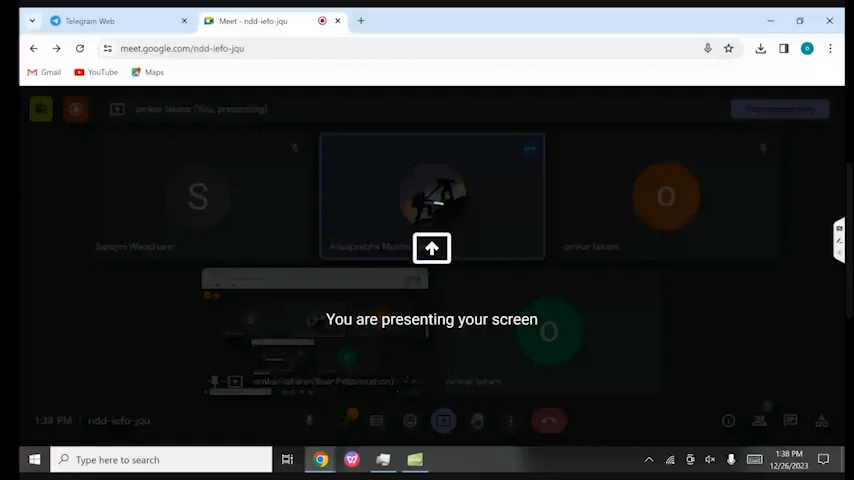 Telegram Web
Meet - ndd-iefo-jqu
meet.google.com/ndd-iefo-jqu
Gmail
YouTube
Maps
omkar lakare (You, presenting)
Stop presenting
S
O
omkar lakare
You are presenting your screen
O
omkar lakare (Your Presentation)
omkar lakare
1:38 PM
ndd-iefo-jqu
Type here to search
1:38 PM
12/26/2023